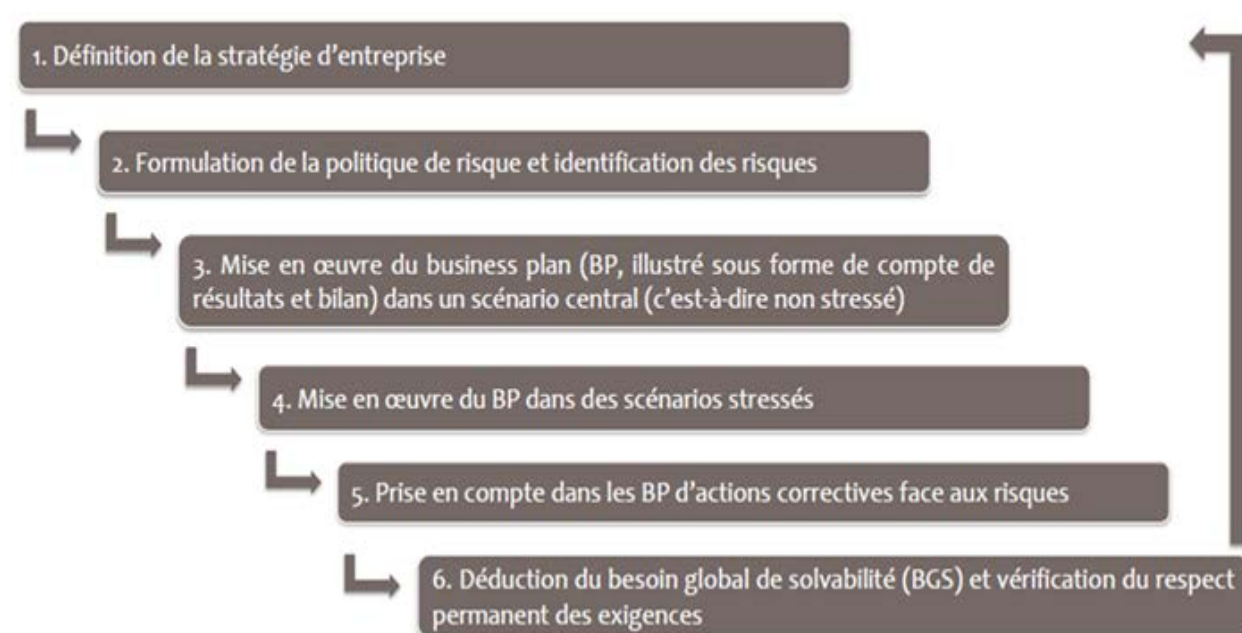 1. Définition de la stratégie d’entreprise
2. Formulation de la politique de risque et identification des risques
3. Mise en œuvre du business plan (BP, illustré sous forme de compte de
résultats et bilan) dans un scénario central (c’est-à-dire non stressé)
4. Mise en œuvre du BP dans des scénarios stressés
5. Prise en compte dans les BP d’actions correctives face aux risques
6. Déduction du besoin global de solvabilité (BGS) et vérification du respect
permanent des exigences